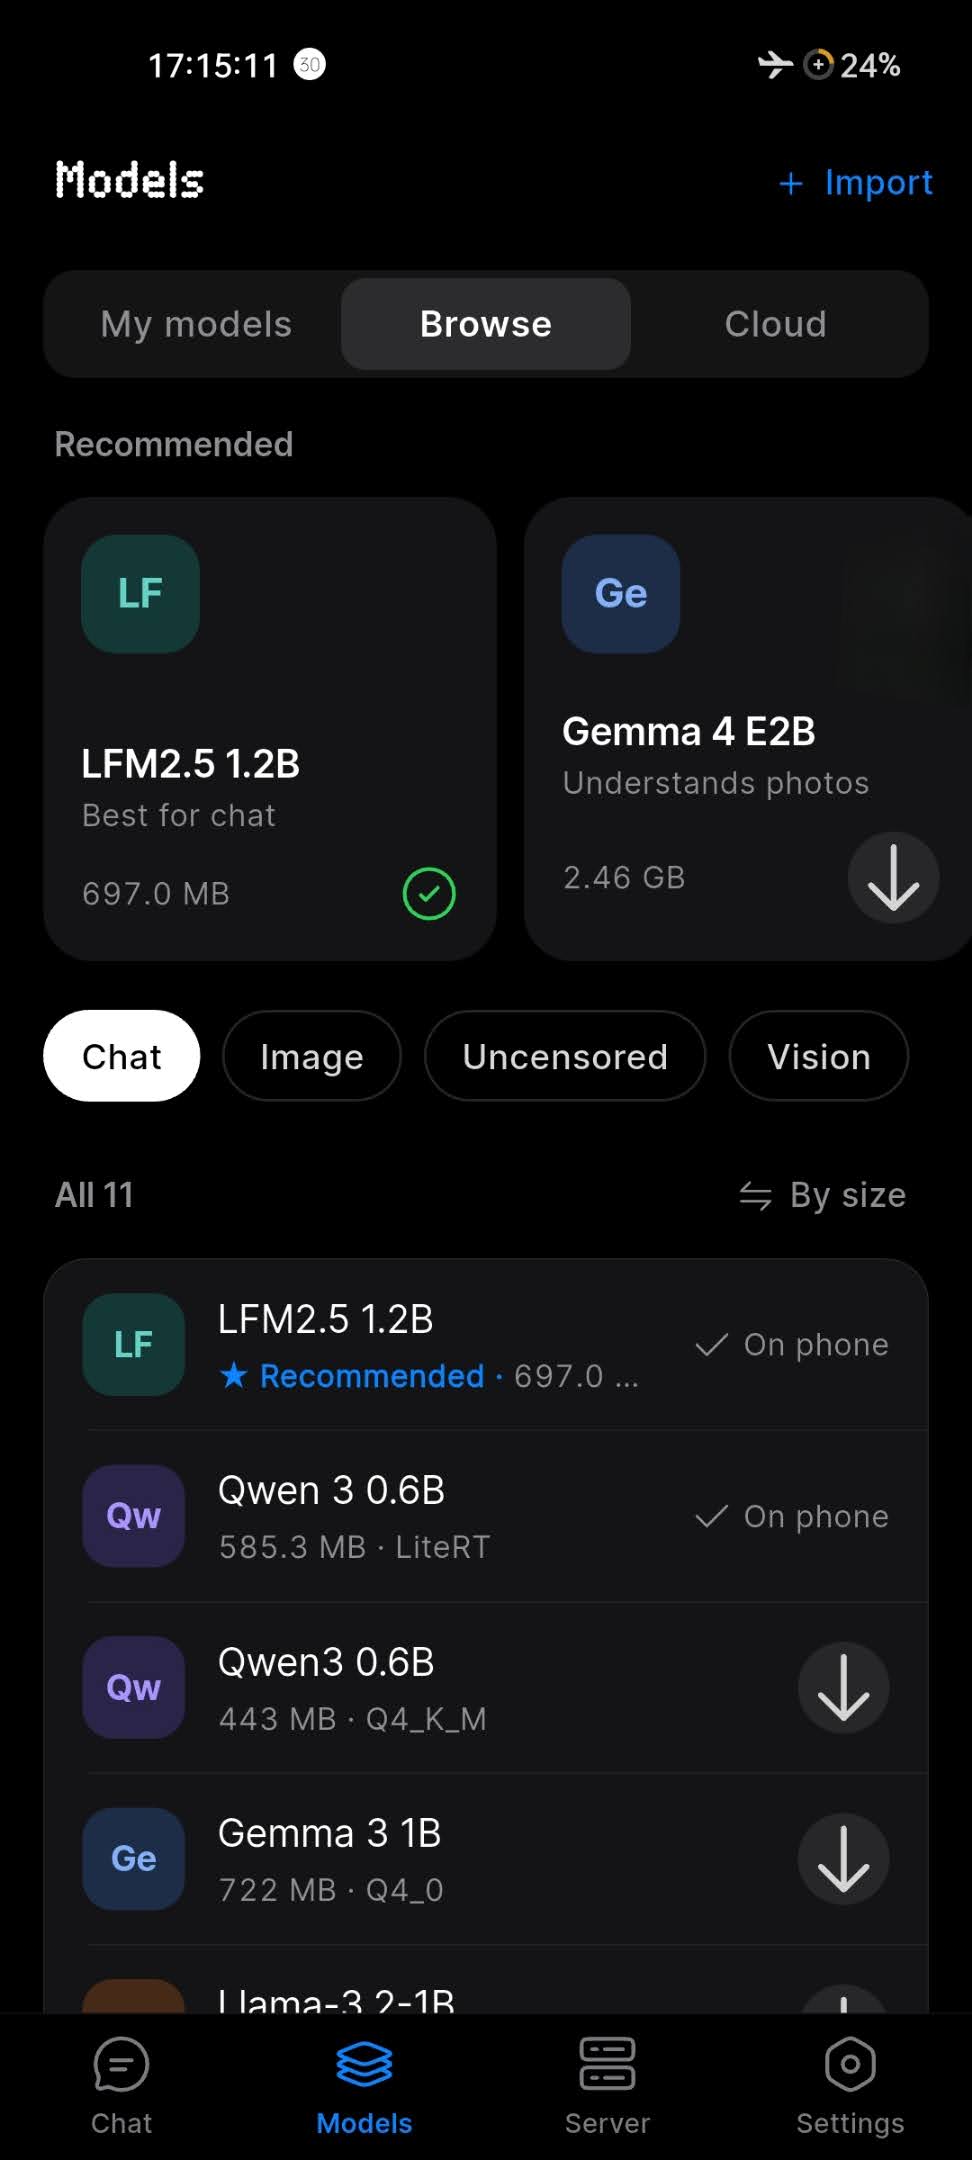 17:15:11 30 24%
Models
+ Import
My models Browse Cloud
Recommended
LF
LFM2.5 1.2B
Best for chat
697.0 MB
Ge
Gemma 4 E2B
Understands photos
2.46 GB
Chat Image Uncensored Vision
All 11 By size
LF
LFM2.5 1.2B
★ Recommended · 697.0 ...
On phone
Qw
Qwen 3 0.6B
585.3 MB · LiteRT
On phone
Qw
Qwen3 0.6B
443 MB · Q4_K_M
Ge
Gemma 3 1B
722 MB · Q4_0
Llama-3.2-1B
Chat Models Server Settings